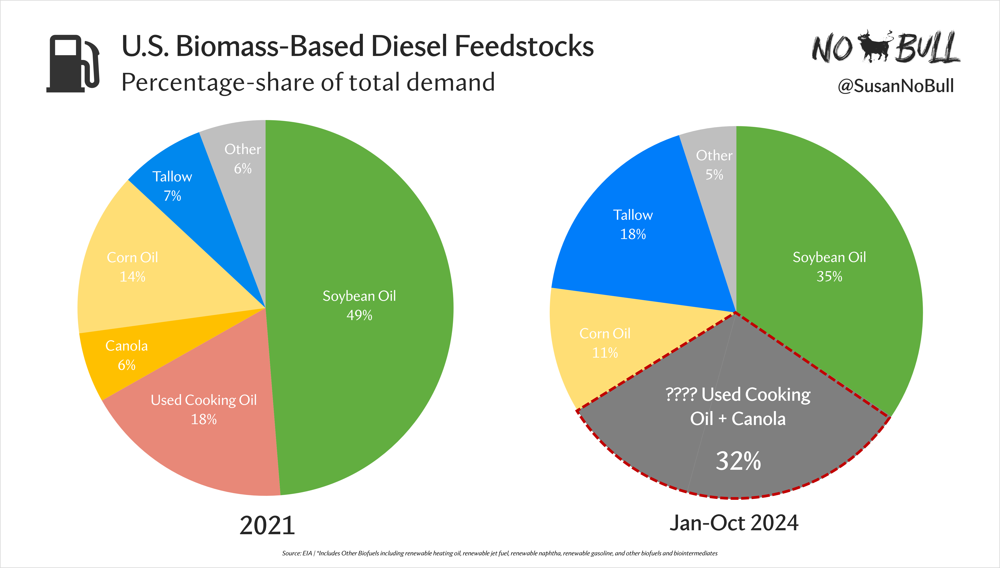 U.S. Biomass-Based Diesel Feedstocks
Percentage-share of total demand
NO BULL
@SusanNoBull
Other
6%
Tallow
7%
Corn Oil
14%
Canola
6%
Used Cooking Oil
18%
Soybean Oil
49%
2021
Other
5%
Tallow
18%
Corn Oil
11%
Soybean Oil
35%
???? Used Cooking
Oil + Canola
32%
Jan-Oct 2024
Source: EIA | *Includes Other Biofuels including renewable heating oil, renewable jet fuel, renewable naphtha, renewable gasoline, and other biofuels and biointermediates